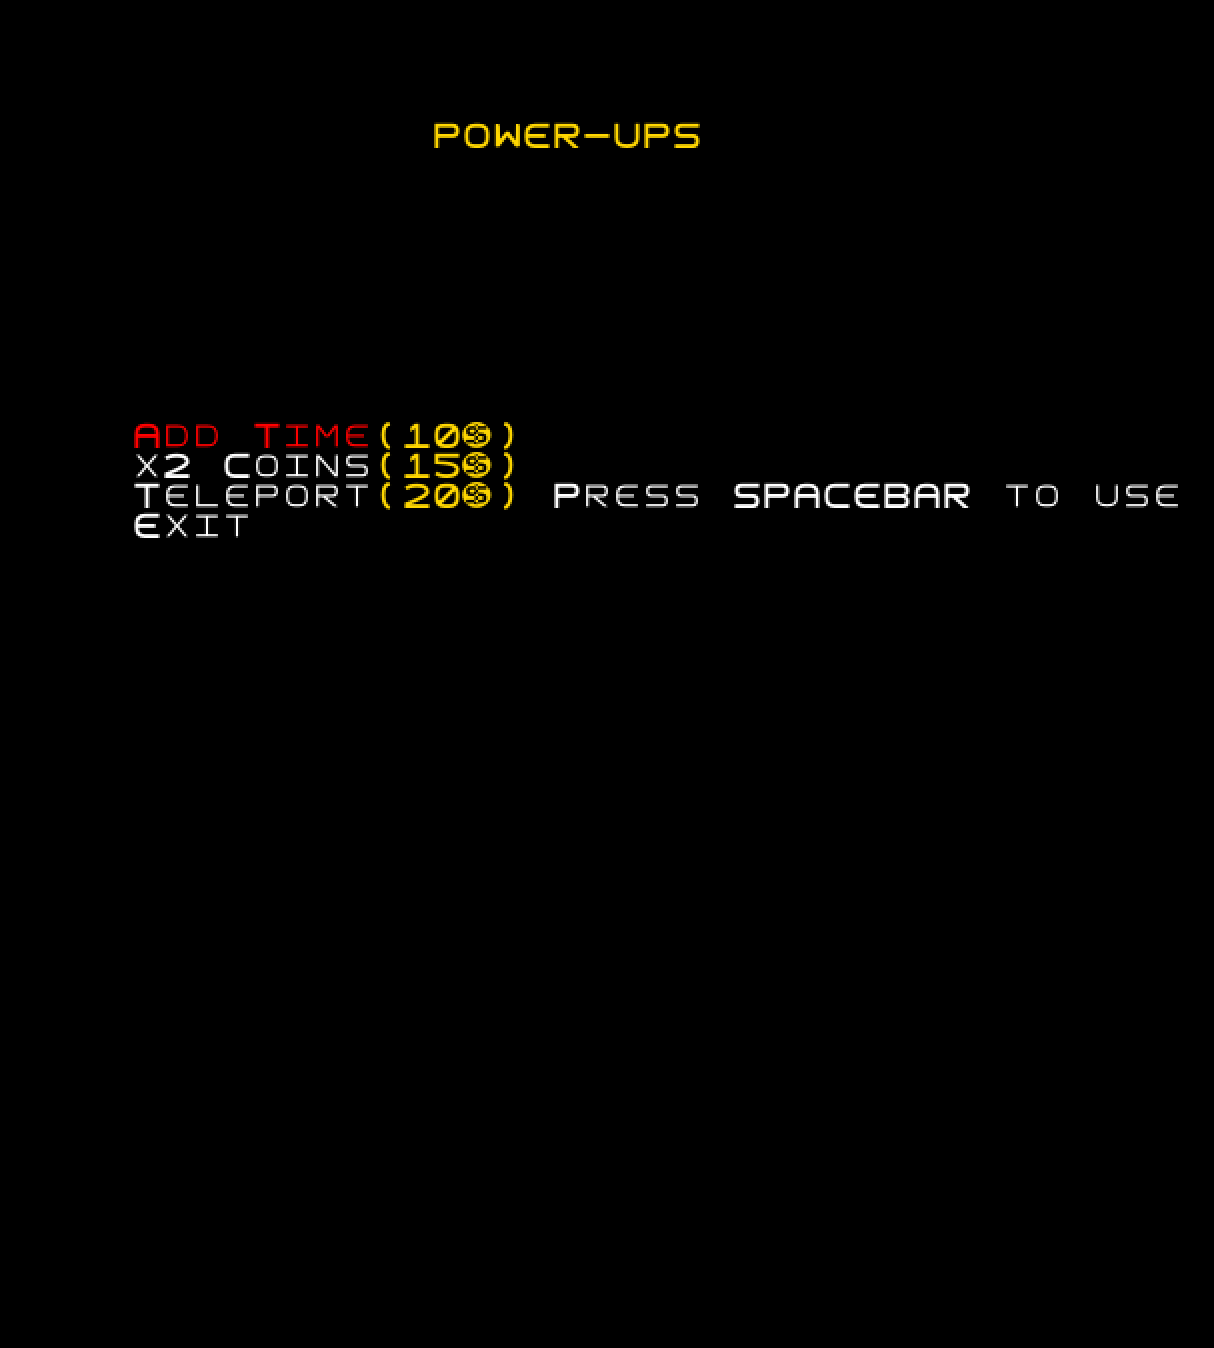 POWER-UPS
Add Time(10㉿)
x2 Coins(15㉿)
Teleport(20㉿) Press SPACEBAR to use
Exit